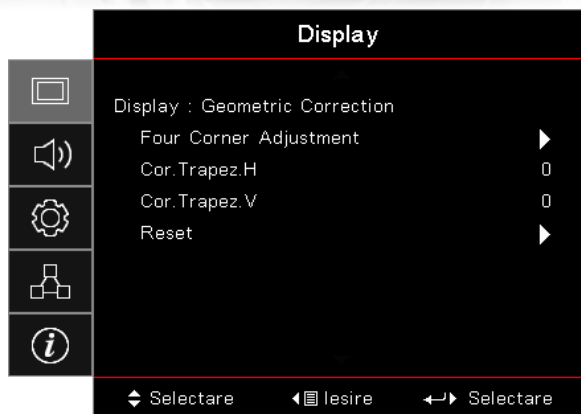 Display
Display : Geometric Correction
Four Corner Adjustment
Cor.Trapez.H 0
Cor.Trapez.V 0
Reset
Selectare Iesire Selectare